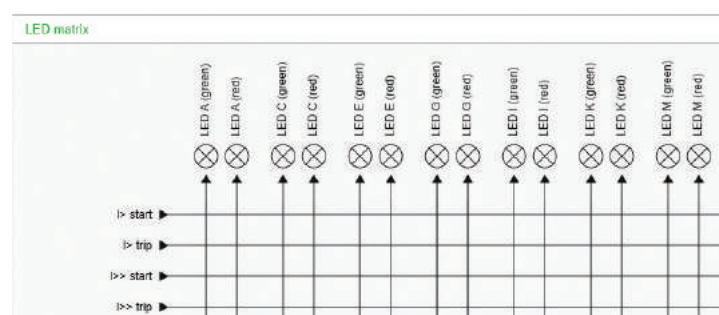 LED matrix
LED A (green)
LED A (red)
LED C (green)
LED C (red)
LED E (green)
LED E (red)
LED G (green)
LED G (red)
LED I (green)
LED I (red)
LED K (green)
LED K (red)
LED M (green)
LED M (red)
I> start
I> trip
I>> start
I>> trip